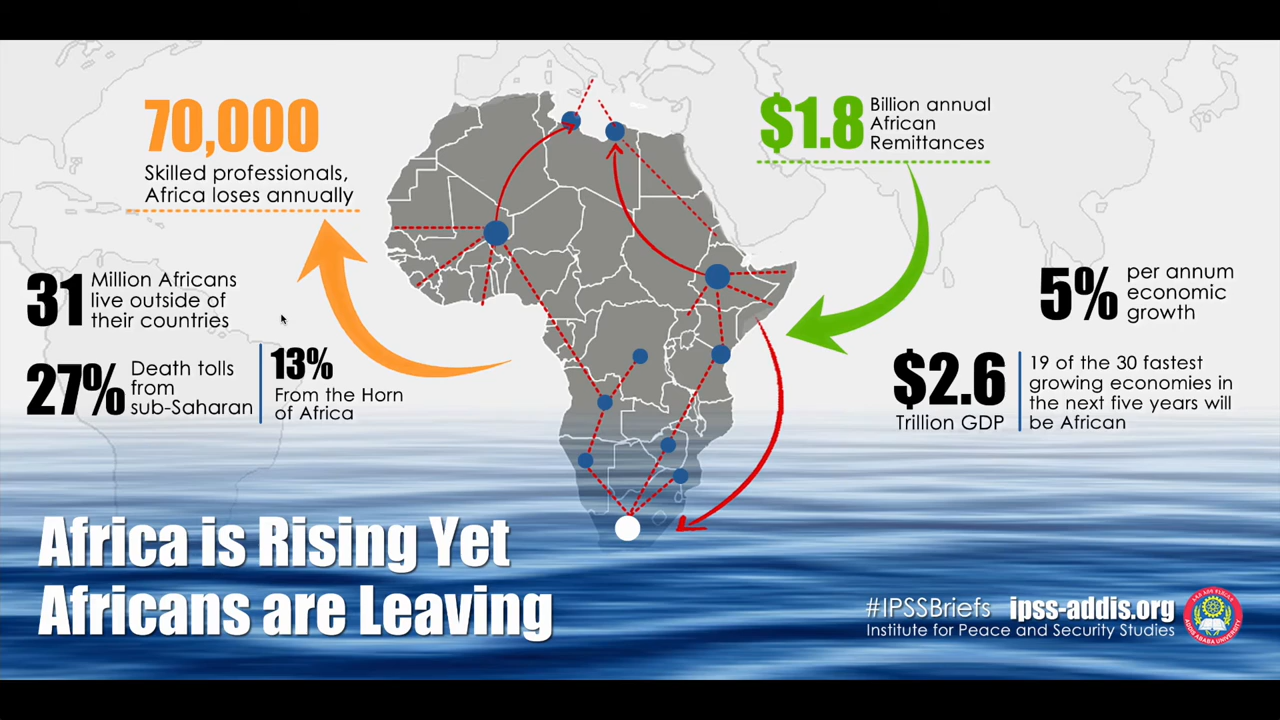 70,000
Skilled professionals,
Africa loses annually
$1.8
Billion annual
African
Remittances
31
Million Africans
live outside of
their countries
27%
Death tolls
from
sub-Saharan
13%
From the Horn
of Africa
5%
per annum
economic
growth
$2.6
Trillion GDP
19 of the 30 fastest
growing economies in
the next five years will
be African
Africa is Rising Yet
Africans are Leaving
#IPSSBriefs ipss-addis.org
Institute for Peace and Security Studies
ADDIS ABABA UNIVERSITY